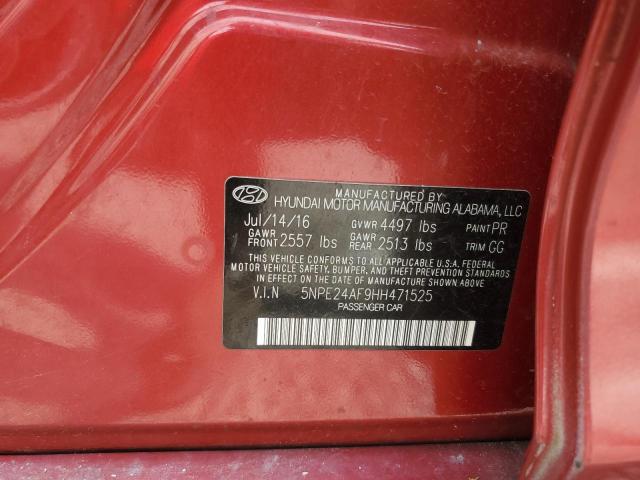 MANUFACTURED BY
HYUNDAI MOTOR MANUFACTURING ALABAMA, LLC
Jul/14/16 GVWR 4497 lbs PAINT PR
GAWR FRONT 2557 lbs GAWR REAR 2513 lbs TRIM GG
THIS VEHICLE CONFORMS TO ALL APPLICABLE U.S.A. FEDERAL
MOTOR VEHICLE SAFETY, BUMPER, AND THEFT PREVENTION STANDARDS
IN EFFECT ON THE DATE OF MANUFACTURE SHOWN ABOVE.
V.I.N 5NPE24AF9HH471525
PASSENGER CAR